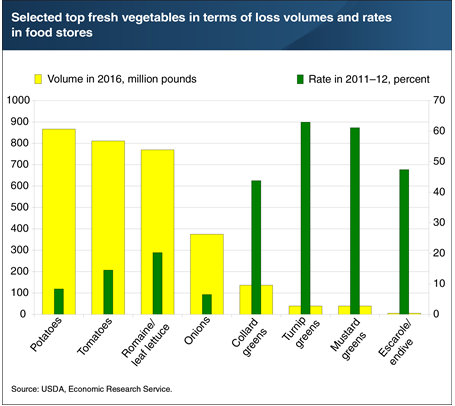 Selected top fresh vegetables in terms of loss volumes and rates
in food stores
Volume in 2016, million pounds
Rate in 2011–12, percent
1000
900
800
700
600
500
400
300
200
100
0
70
60
50
40
30
20
10
0
Potatoes
Tomatoes
Romaine/
leaf lettuce
Onions
Collard
greens
Turnip
greens
Mustard
greens
Escarole/
endive
Source: USDA, Economic Research Service.